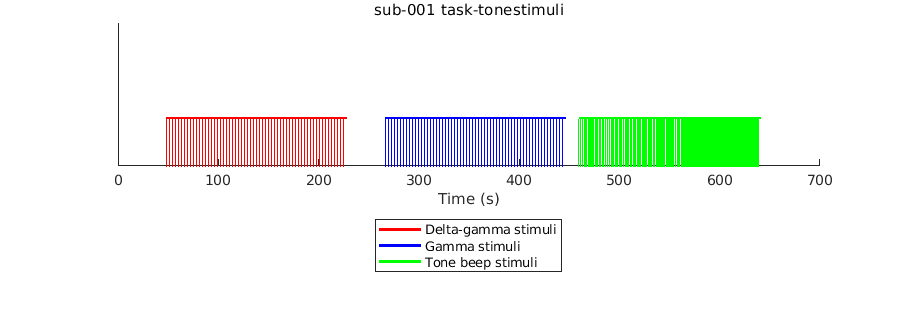 sub-001 task-tonestimuli
0 100 200 300 400 500 600 700
Time (s)
Delta-gamma stimuli
Gamma stimuli
Tone beep stimuli